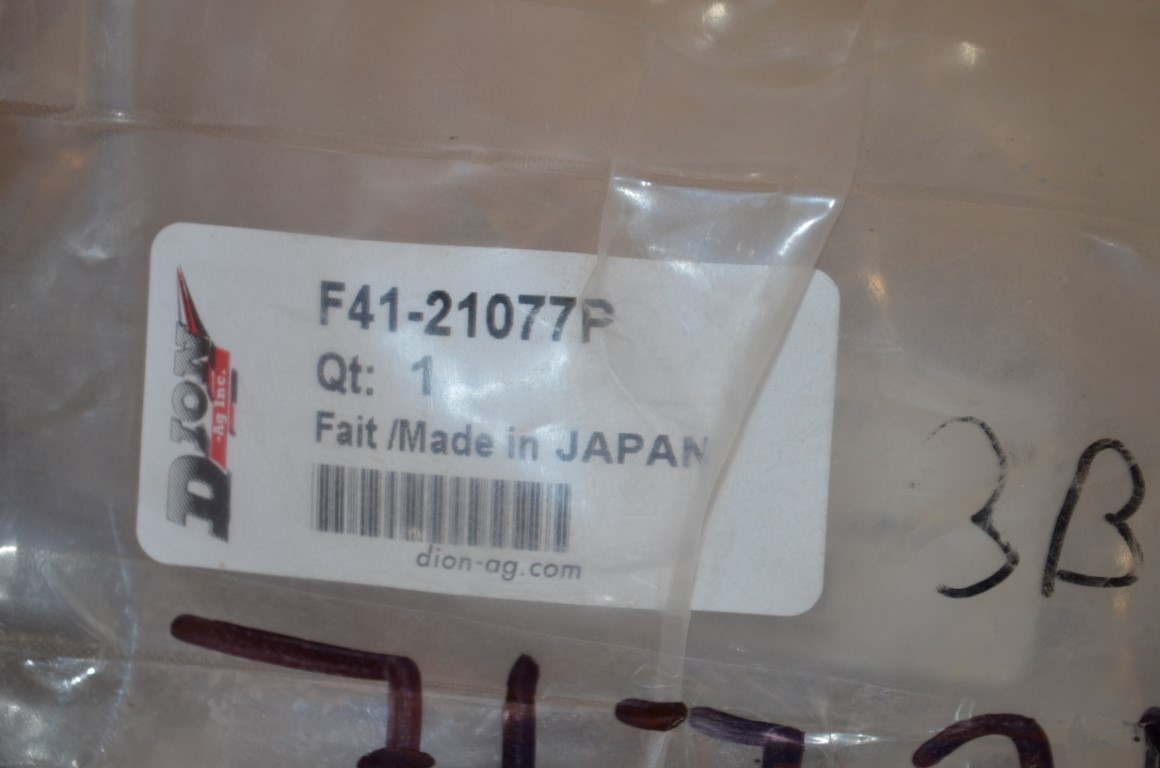 F41-21077P
Qt: 1
Fait /Made in JAPAN
dion-ag.com
DION
-Ag Inc.
3B